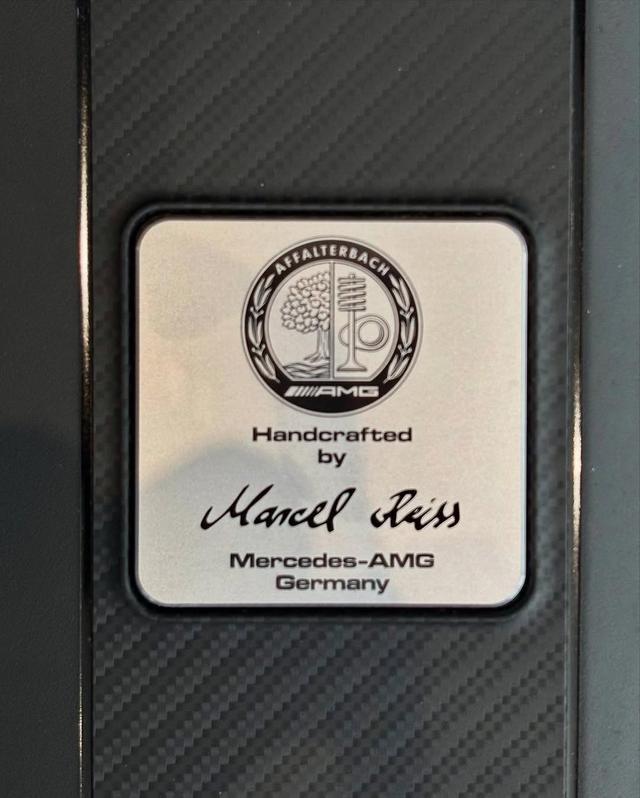 AFFALTERBACH
AMG
Handcrafted
by
Marcel Reiss
Mercedes-AMG
Germany